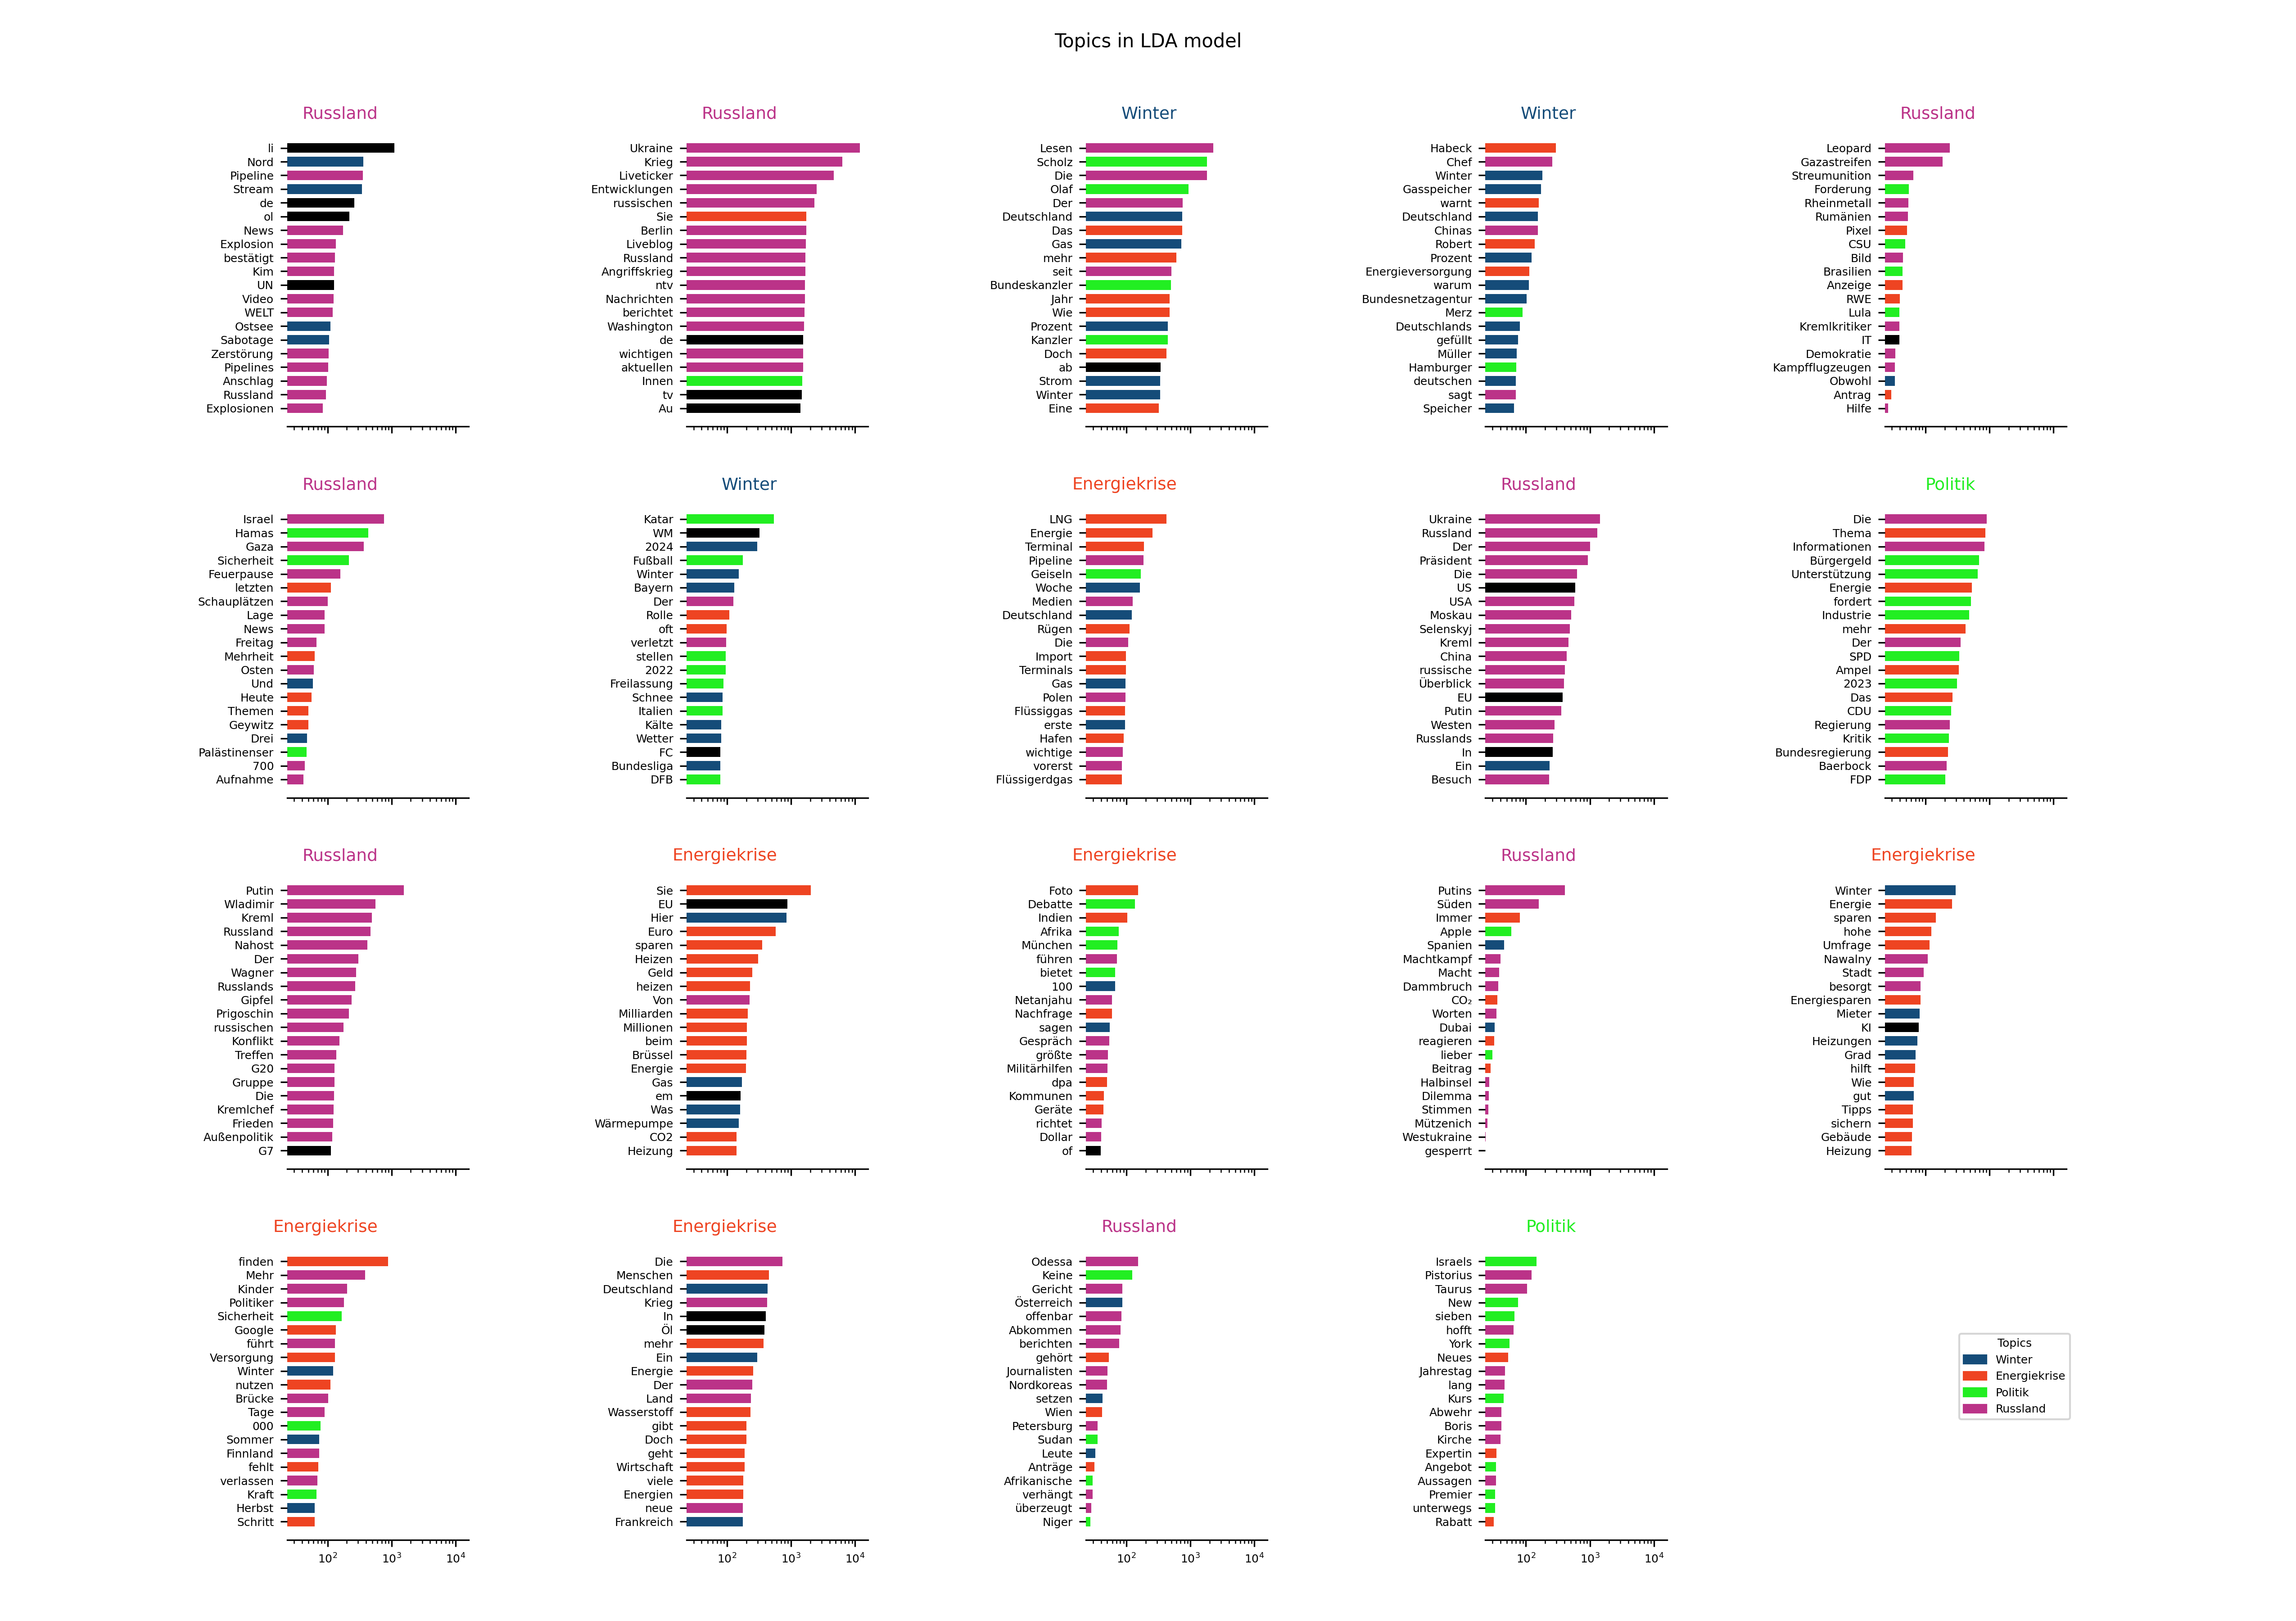 Topics in LDA model
Russland
li
Nord
Pipeline
Stream
de
ol
News
Explosion
bestätigt
Kim
UN
Video
WELT
Ostsee
Sabotage
Zerstörung
Pipelines
Anschlag
Russland
Explosionen
Russland
Ukraine
Krieg
Liveticker
Entwicklungen
russischen
Sie
Berlin
Liveblog
Russland
Angriffskrieg
ntv
Nachrichten
berichtet
Washington
de
wichtigen
aktuellen
Innen
tv
Au
Winter
Lesen
Scholz
Die
Olaf
Der
Deutschland
Das
Gas
mehr
seit
Bundeskanzler
Jahr
Wie
Prozent
Kanzler
Doch
ab
Strom
Winter
Eine
Winter
Habeck
Chef
Winter
Gasspeicher
warnt
Deutschland
Chinas
Robert
Prozent
Energieversorgung
warum
Bundesnetzagentur
Merz
Deutschlands
gefüllt
Müller
Hamburger
deutschen
sagt
Speicher
Russland
Leopard
Gazastreifen
Streumunition
Forderung
Rheinmetall
Rumänien
Pixel
CSU
Bild
Brasilien
Anzeige
RWE
Lula
Kremlkritiker
IT
Demokratie
Kampfflugzeugen
Obwohl
Antrag
Hilfe
Russland
Israel
Hamas
Gaza
Sicherheit
Feuerpause
letzten
Schauplätzen
Lage
News
Freitag
Mehrheit
Osten
Und
Heute
Themen
Geywitz
Drei
Palästinenser
700
Aufnahme
Winter
Katar
WM
2024
Fußball
Winter
Bayern
Der
Rolle
oft
verletzt
stellen
2022
Freilassung
Schnee
Italien
Kälte
Wetter
FC
Bundesliga
DFB
Energiekrise
LNG
Energie
Terminal
Pipeline
Geiseln
Woche
Medien
Deutschland
Rügen
Die
Import
Terminals
Gas
Polen
Flüssiggas
erste
Hafen
wichtige
vorerst
Flüssigerdgas
Russland
Ukraine
Russland
Der
Präsident
Die
US
USA
Moskau
Selenskyj
Kreml
China
russische
Überblick
EU
Putin
Westen
Russlands
In
Ein
Besuch
Politik
Die
Thema
Informationen
Bürgergeld
Unterstützung
Energie
fordert
Industrie
mehr
Der
SPD
Ampel
2023
Das
CDU
Regierung
Kritik
Bundesregierung
Baerbock
FDP
Russland
Putin
Wladimir
Kreml
Russland
Nahost
Der
Wagner
Russlands
Gipfel
Prigoschin
russischen
Konflikt
Treffen
G20
Gruppe
Die
Kremlchef
Frieden
Außenpolitik
G7
Energiekrise
Sie
EU
Hier
Euro
sparen
Heizen
Geld
heizen
Von
Milliarden
Millionen
beim
Brüssel
Energie
Gas
em
Was
Wärmepumpe
CO2
Heizung
Energiekrise
Foto
Debatte
Indien
Afrika
München
führen
bietet
100
Netanjahu
Nachfrage
sagen
Gespräch
größte
Militärhilfen
dpa
Kommunen
Geräte
richtet
Dollar
of
Russland
Putins
Süden
Immer
Apple
Spanien
Machtkampf
Macht
Dammbruch
CO₂
Worten
Dubai
reagieren
lieber
Beitrag
Halbinsel
Dilemma
Stimmen
Mützenich
Westukraine
gesperrt
Energiekrise
Winter
Energie
sparen
hohe
Umfrage
Nawalny
Stadt
besorgt
Energiesparen
Mieter
KI
Heizungen
Grad
hilft
Wie
gut
Tipps
sichern
Gebäude
Heizung
Energiekrise
finden
Mehr
Kinder
Politiker
Sicherheit
Google
führt
Versorgung
Winter
nutzen
Brücke
Tage
000
Sommer
Finnland
fehlt
verlassen
Kraft
Herbst
Schritt
10² 10³ 10⁴
Energiekrise
Die
Menschen
Deutschland
Krieg
In
Öl
mehr
Ein
Energie
Der
Land
Wasserstoff
gibt
Doch
geht
Wirtschaft
viele
Energien
neue
Frankreich
10² 10³ 10⁴
Russland
Odessa
Keine
Gericht
Österreich
offenbar
Abkommen
berichten
gehört
Journalisten
Nordkoreas
setzen
Wien
Petersburg
Sudan
Leute
Anträge
Afrikanische
verhängt
überzeugt
Niger
10² 10³ 10⁴
Politik
Israels
Pistorius
Taurus
New
sieben
hofft
York
Neues
Jahrestag
lang
Kurs
Abwehr
Boris
Kirche
Expertin
Angebot
Aussagen
Premier
unterwegs
Rabatt
10² 10³ 10⁴
Topics
Winter
Energiekrise
Politik
Russland